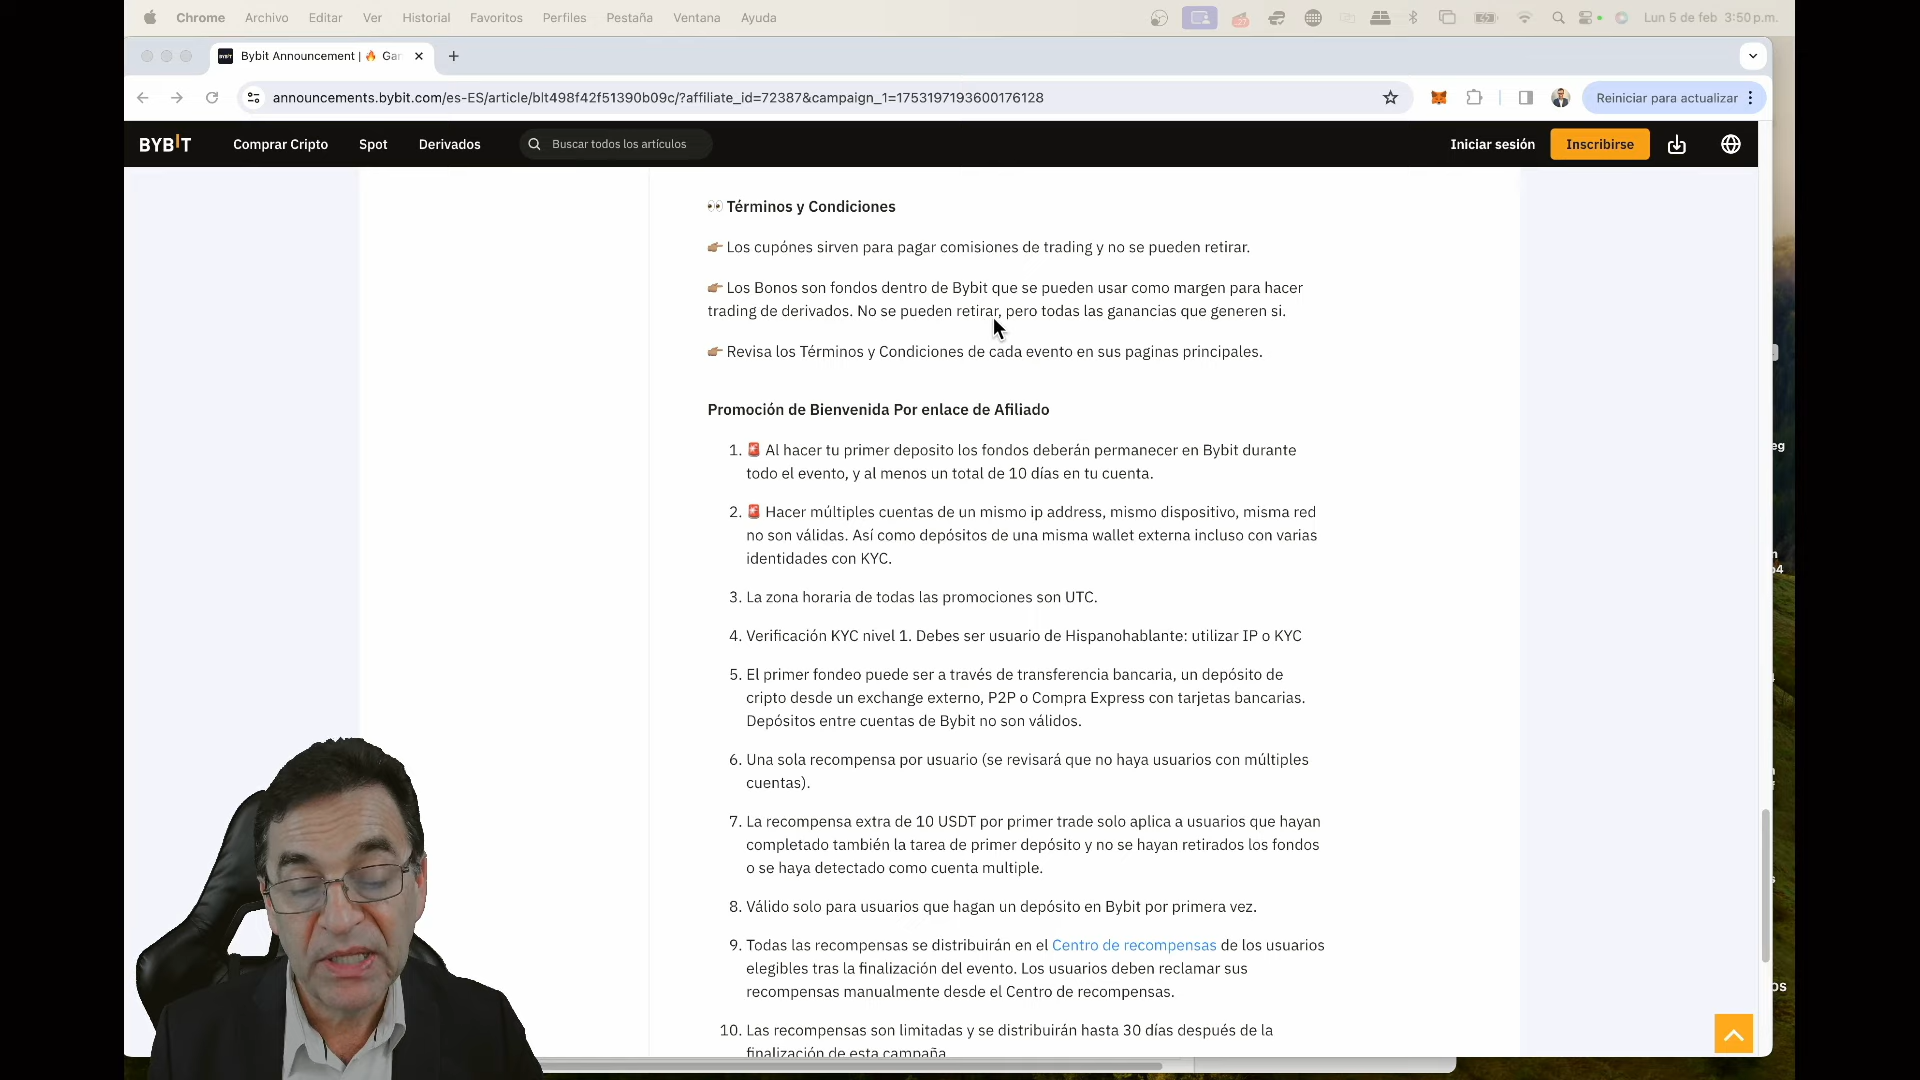 Chrome Archivo Editar Ver Historial Favoritos Perfiles Pestaña Ventana Ayuda Lun 5 de feb 3:50 p.m.
Bybit Announcement | 🔥 Gar
announcements.bybit.com/es-ES/article/blt498f42f51390b09c/?affiliate_id=72387&campaign_1=1753197193600176128 Reiniciar para actualizar
BYBIT Comprar Cripto Spot Derivados Buscar todos los artículos Iniciar sesión Inscribirse
👀 Términos y Condiciones
👉🏽 Los cupónes sirven para pagar comisiones de trading y no se pueden retirar.
👉🏽 Los Bonos son fondos dentro de Bybit que se pueden usar como margen para hacer
trading de derivados. No se pueden retirar, pero todas las ganancias que generen si.
👉🏽 Revisa los Términos y Condiciones de cada evento en sus paginas principales.
Promoción de Bienvenida Por enlace de Afiliado
1. 🚨 Al hacer tu primer deposito los fondos deberán permanecer en Bybit durante
todo el evento, y al menos un total de 10 días en tu cuenta.
2. 🚨 Hacer múltiples cuentas de un mismo ip address, mismo dispositivo, misma red
no son válidas. Así como depósitos de una misma wallet externa incluso con varias
identidades con KYC.
3. La zona horaria de todas las promociones son UTC.
4. Verificación KYC nivel 1. Debes ser usuario de Hispanohablante: utilizar IP o KYC
5. El primer fondeo puede ser a través de transferencia bancaria, un depósito de
cripto desde un exchange externo, P2P o Compra Express con tarjetas bancarias.
Depósitos entre cuentas de Bybit no son válidos.
6. Una sola recompensa por usuario (se revisará que no haya usuarios con múltiples
cuentas).
7. La recompensa extra de 10 USDT por primer trade solo aplica a usuarios que hayan
completado también la tarea de primer depósito y no se hayan retirados los fondos
o se haya detectado como cuenta multiple.
8. Válido solo para usuarios que hagan un depósito en Bybit por primera vez.
9. Todas las recompensas se distribuirán en el Centro de recompensas de los usuarios
elegibles tras la finalización del evento. Los usuarios deben reclamar sus
recompensas manualmente desde el Centro de recompensas.
10. Las recompensas son limitadas y se distribuirán hasta 30 días después de la
finalización de esta campaña.